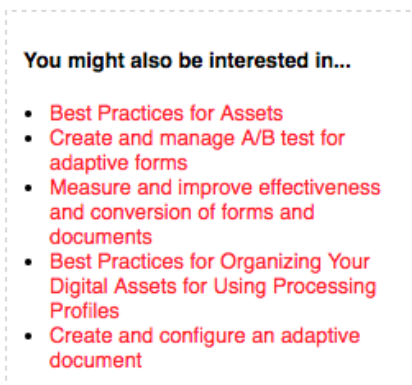 You might also be interested in...
• Best Practices for Assets
• Create and manage A/B test for
adaptive forms
• Measure and improve effectiveness
and conversion of forms and
documents
• Best Practices for Organizing Your
Digital Assets for Using Processing
Profiles
• Create and configure an adaptive
document